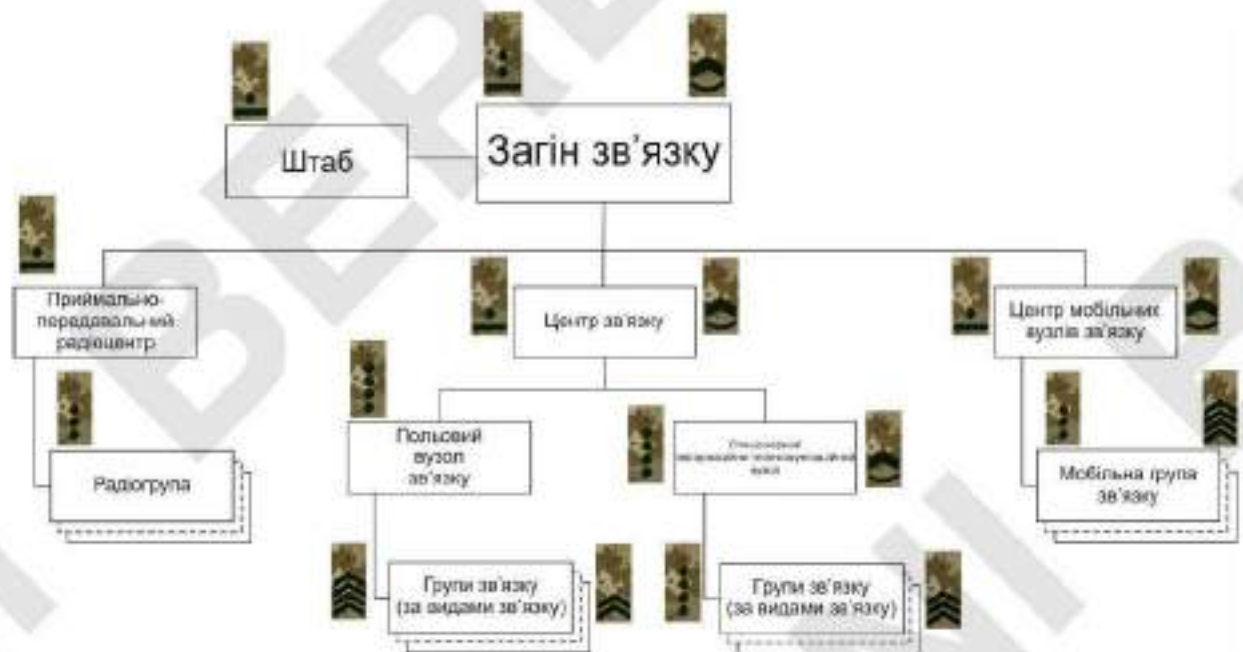 Загін зв’язку
Штаб
Приймально-
передавальний
радіоцентр
Центр зв’язку
Центр мобільних
вузлів зв’язку
Польовий
вузол
зв’язку
вузол
Радіогрупа
Мобільна група
зв’язку
Групи зв’язку
(за видами зв’язку)
Групи зв’язку
(за видами зв’язку)